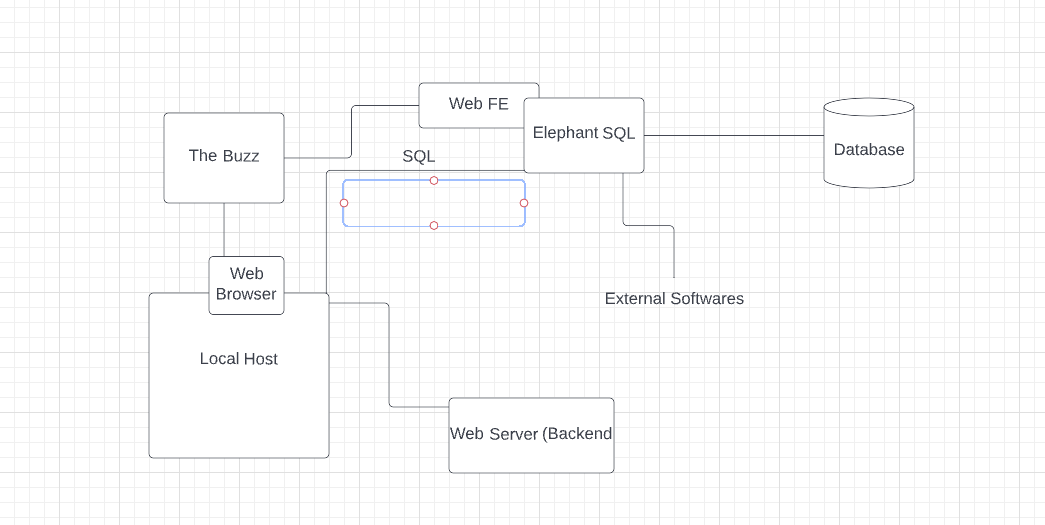 Web FE
Elephant SQL
Database
The Buzz
SQL
Web
Browser
External Softwares
Local Host
Web Server (Backend